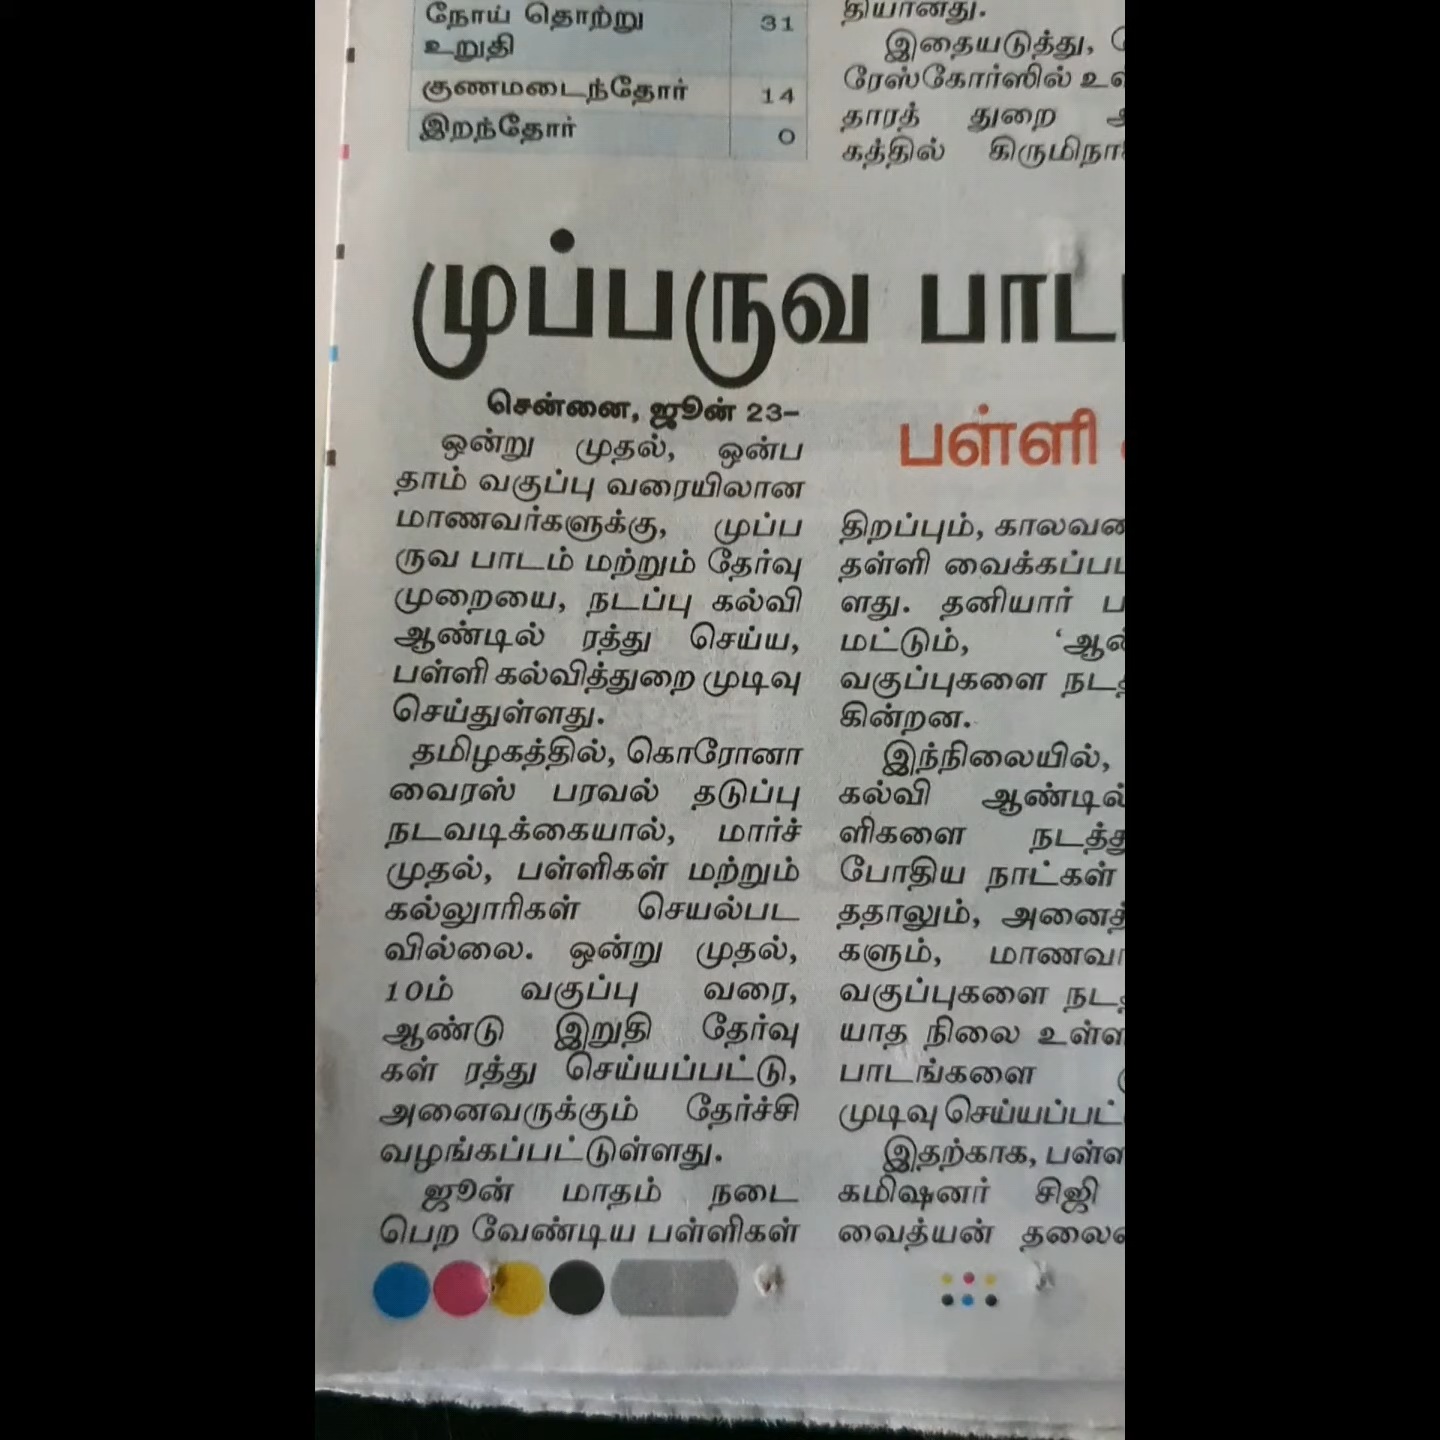 நோய் தொற்று 31
உறுதி
குணமடைந்தோர் 14
இறந்தோர் 0
தியானது.
இதையடுத்து,
ரேஸ்கோர்ஸில்
தாரத் துறை
கத்தில்
முப்பருவ
பள்ளி
சென்னை, ஜூன் 23-
ஒன்று முதல், ஒன்ப
தாம் வகுப்பு வரையிலான
மாணவர்களுக்கு, முப்ப
ருவ பாடம் மற்றும் தேர்வு
முறையை, நடப்பு கல்வி
ஆண்டில் ரத்து செய்ய,
பள்ளி கல்வித்துறை முடிவு
செய்துள்ளது.
தமிழகத்தில், கொரோனா
வைரஸ் பரவல் தடுப்பு
நடவடிக்கையால், மார்ச்
முதல், பள்ளிகள் மற்றும்
கல்லூரிகள் செயல்பட
வில்லை. ஒன்று முதல்,
10ம் வகுப்பு வரை,
ஆண்டு இறுதி தேர்வு
கள் ரத்து செய்யப்பட்டு,
அனைவருக்கும் தேர்ச்சி
வழங்கப்பட்டுள்ளது.
ஜூன் மாதம் நடை
பெற வேண்டிய பள்ளிகள்
திறப்பும்,
தள்ளி
ளது. தனியார்
மட்டும்,
வகுப்புகளை
கின்றன.
இந்நிலையில்,
கல்வி
ளிகளை
போதிய நாட்கள்
ததாலும்,
களும்,
வகுப்புகளை
யாத நிலை
பாடங்களை
முடிவு
இதற்காக,
கமிஷனர் சிஜி
வைத்யன்